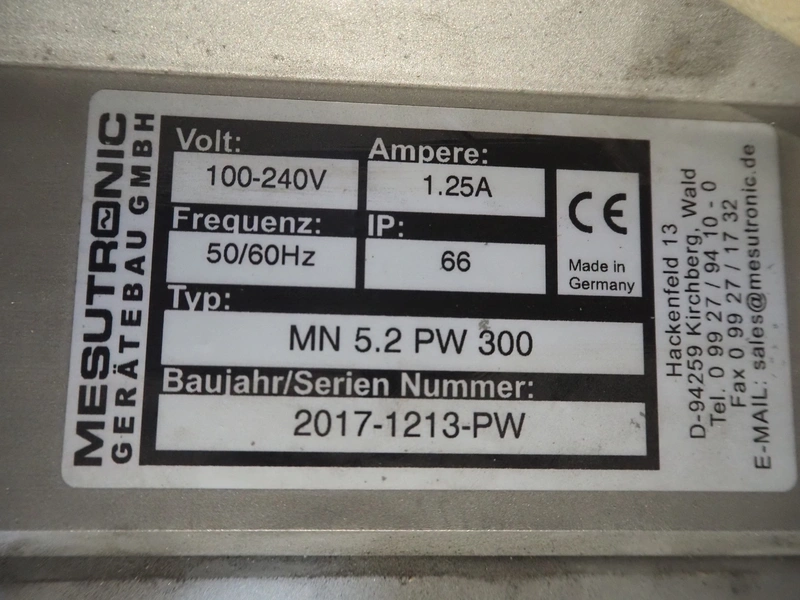 MESUTRONIC
GERÄTEBAU GMBH
Volt:
100-240V
Ampere:
1.25A
Frequenz:
50/60Hz
IP:
66
CE
Made in
Germany
Typ:
MN 5.2 PW 300
Baujahr/Serien Nummer:
2017-1213-PW
Hackenfeld 13
D-94259 Kirchberg, Wald
Tel. 0 99 27 / 94 10 - 0
Fax 0 99 27 / 17 32
E-MAIL: sales@mesutronic.de